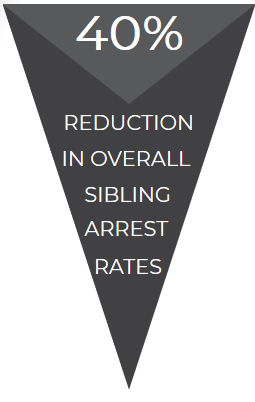 40%
REDUCTION
IN OVERALL
SIBLING
ARREST
RATES